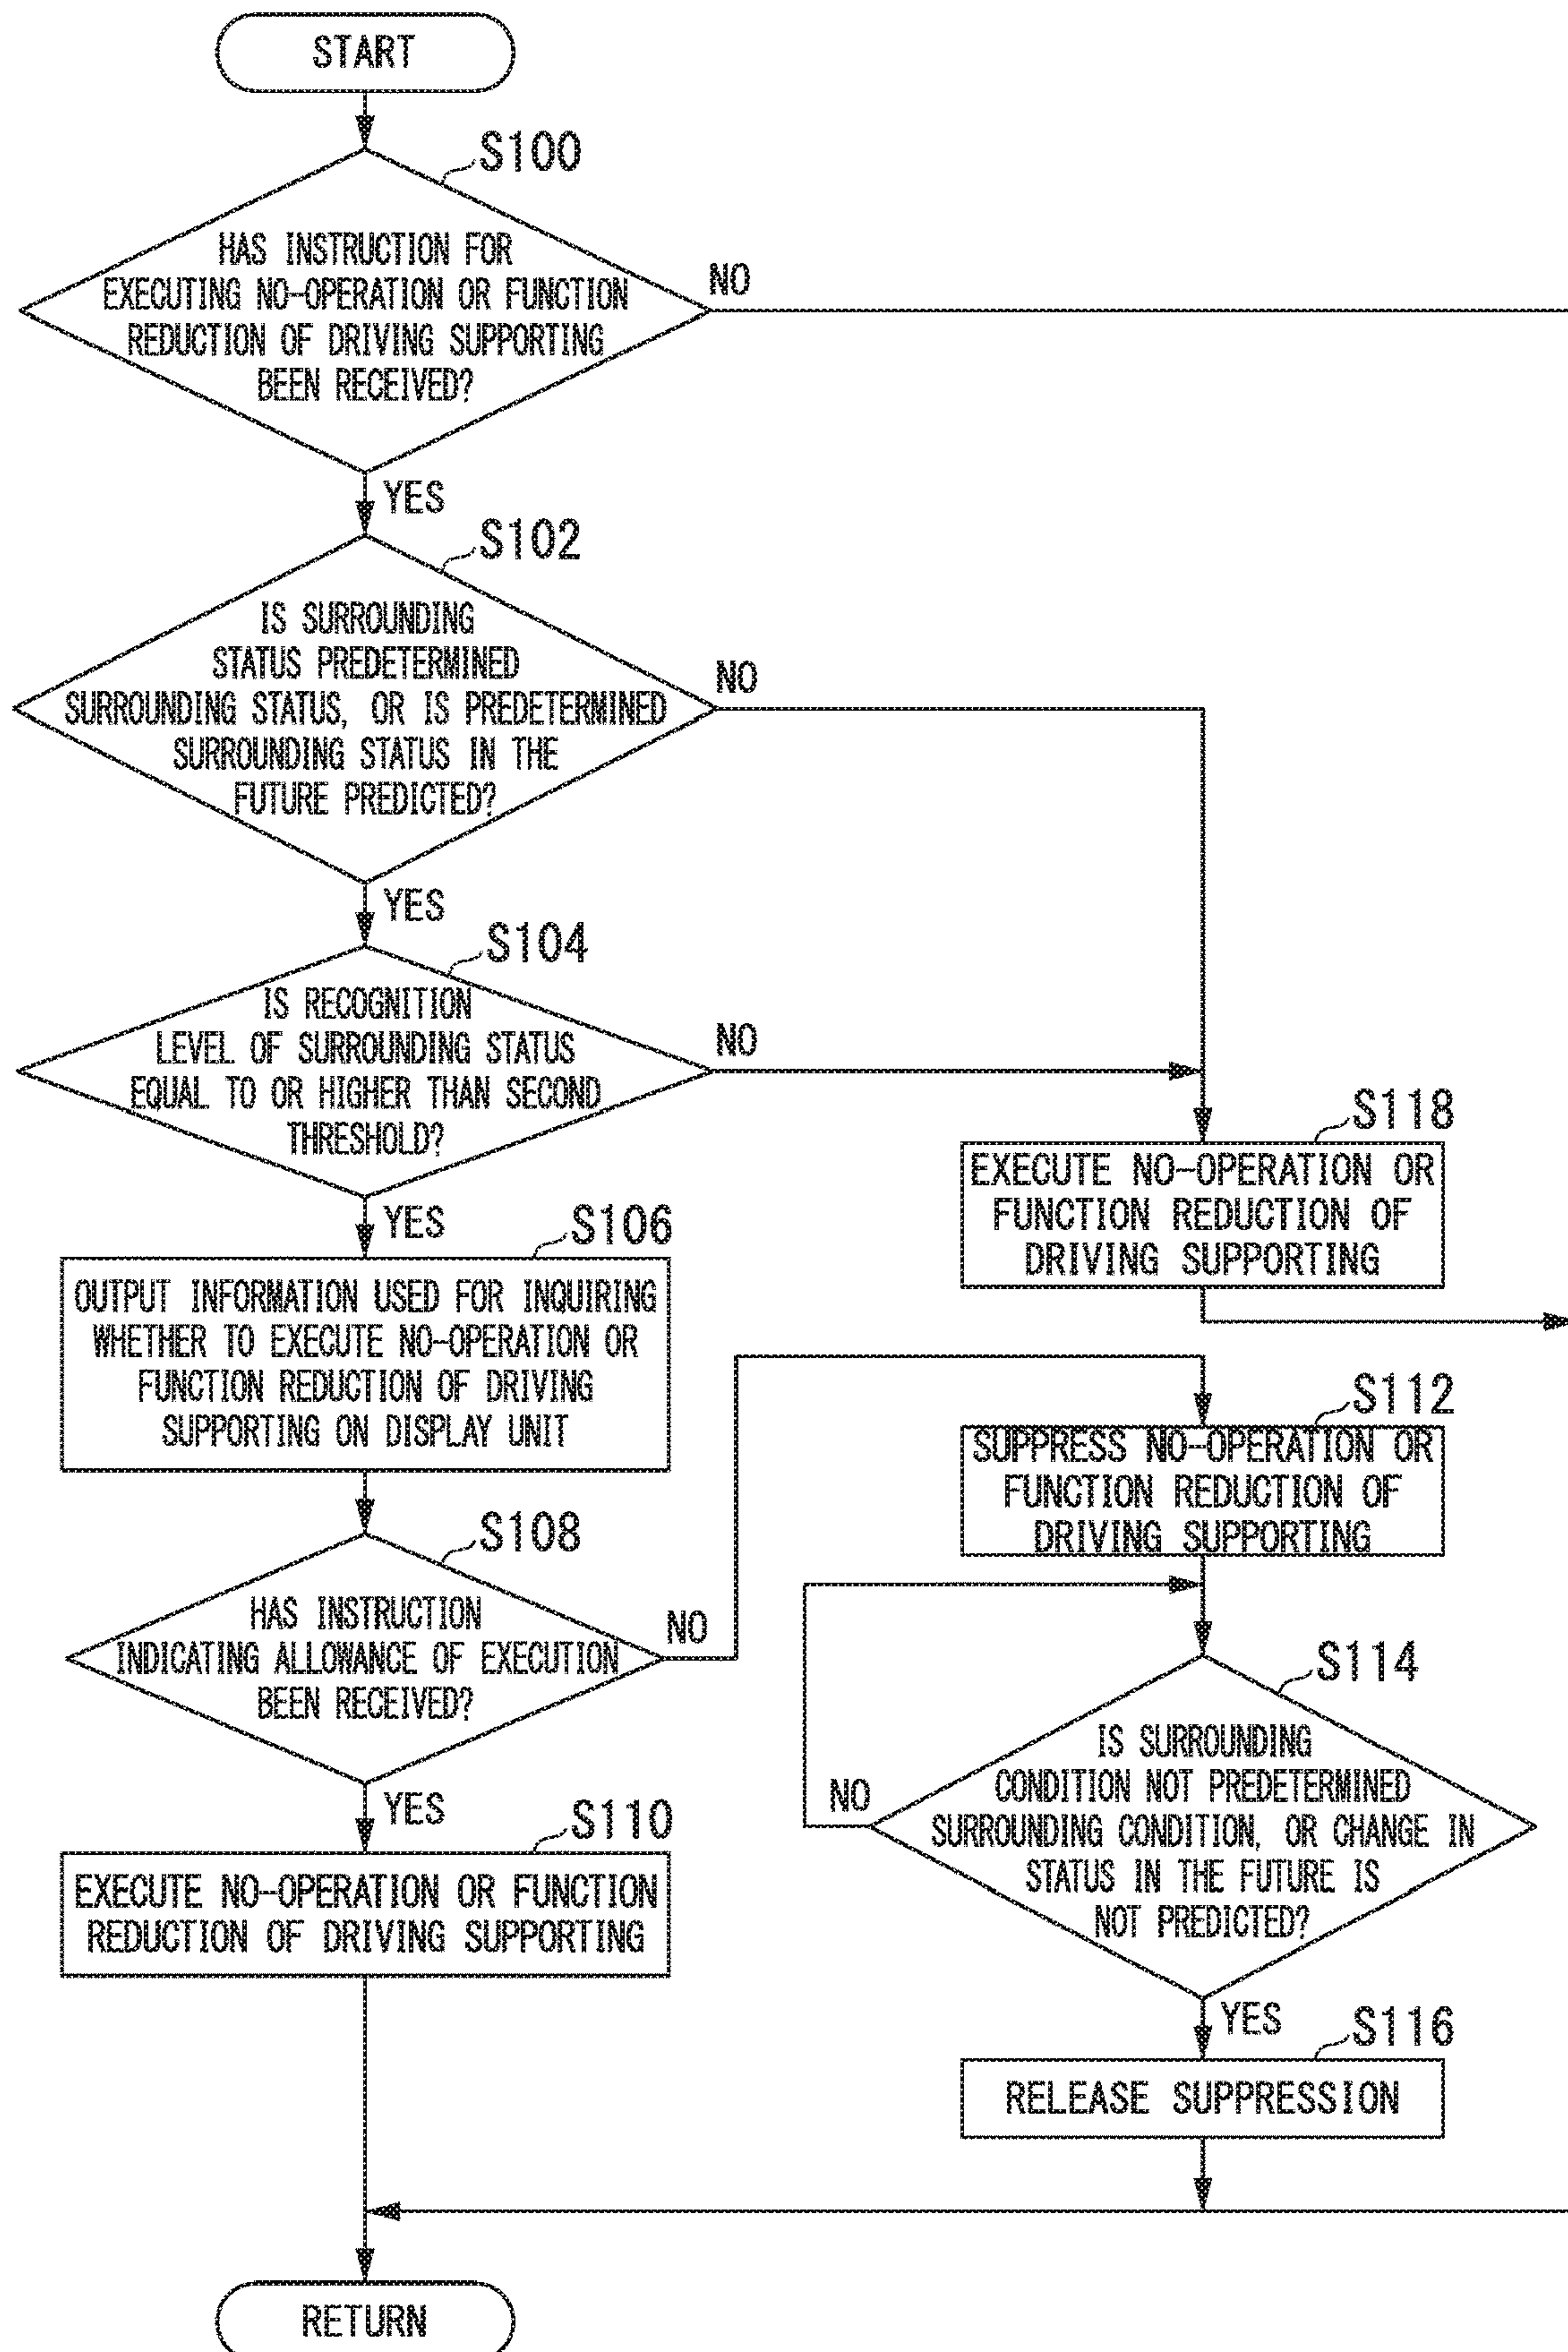 START
S100
HAS INSTRUCTION FOR
EXECUTING NO-OPERATION OR FUNCTION
REDUCTION OF DRIVING SUPPORTING
BEEN RECEIVED?
NO
YES
S102
IS SURROUNDING
STATUS PREDETERMINED
SURROUNDING STATUS, OR IS PREDETERMINED
SURROUNDING STATUS IN THE
FUTURE PREDICTED?
NO
YES
S104
IS RECOGNITION
LEVEL OF SURROUNDING STATUS
EQUAL TO OR HIGHER THAN SECOND
THRESHOLD?
NO
YES
S106
OUTPUT INFORMATION USED FOR INQUIRING
WHETHER TO EXECUTE NO-OPERATION OR
FUNCTION REDUCTION OF DRIVING
SUPPORTING ON DISPLAY UNIT
S108
HAS INSTRUCTION
INDICATING ALLOWANCE OF EXECUTION
BEEN RECEIVED?
NO
YES
S110
EXECUTE NO-OPERATION OR FUNCTION
REDUCTION OF DRIVING SUPPORTING
S118
EXECUTE NO-OPERATION OR
FUNCTION REDUCTION OF
DRIVING SUPPORTING
S112
SUPPRESS NO-OPERATION OR
FUNCTION REDUCTION OF
DRIVING SUPPORTING
S114
IS SURROUNDING
CONDITION NOT PREDETERMINED
SURROUNDING CONDITION, OR CHANGE IN
STATUS IN THE FUTURE IS
NOT PREDICTED?
NO
YES
S116
RELEASE SUPPRESSION
RETURN